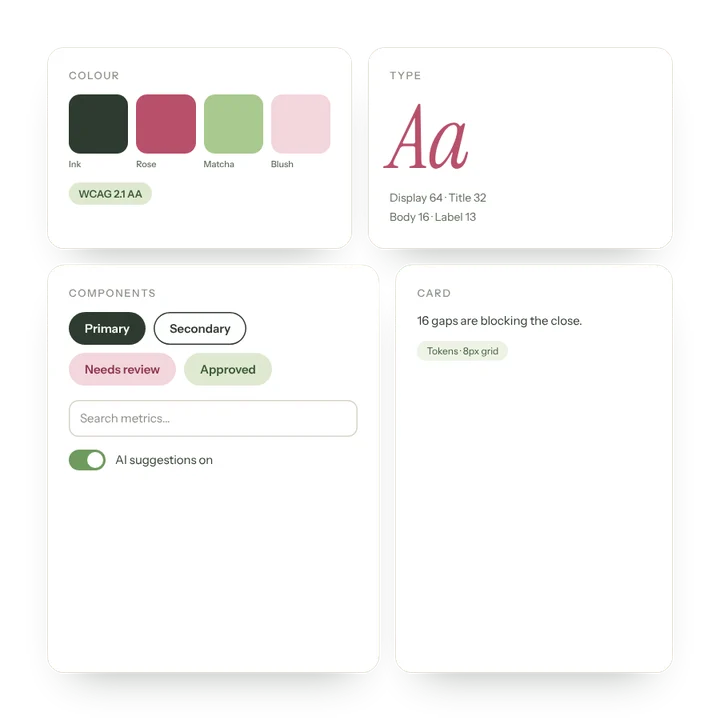 COLOUR
Ink
Rose
Matcha
Blush
WCAG 2.1 AA
TYPE
Aa
Display 64 · Title 32
Body 16 · Label 13
COMPONENTS
Primary
Secondary
Needs review
Approved
Search metrics...
AI suggestions on
CARD
16 gaps are blocking the close.
Tokens · 8px grid